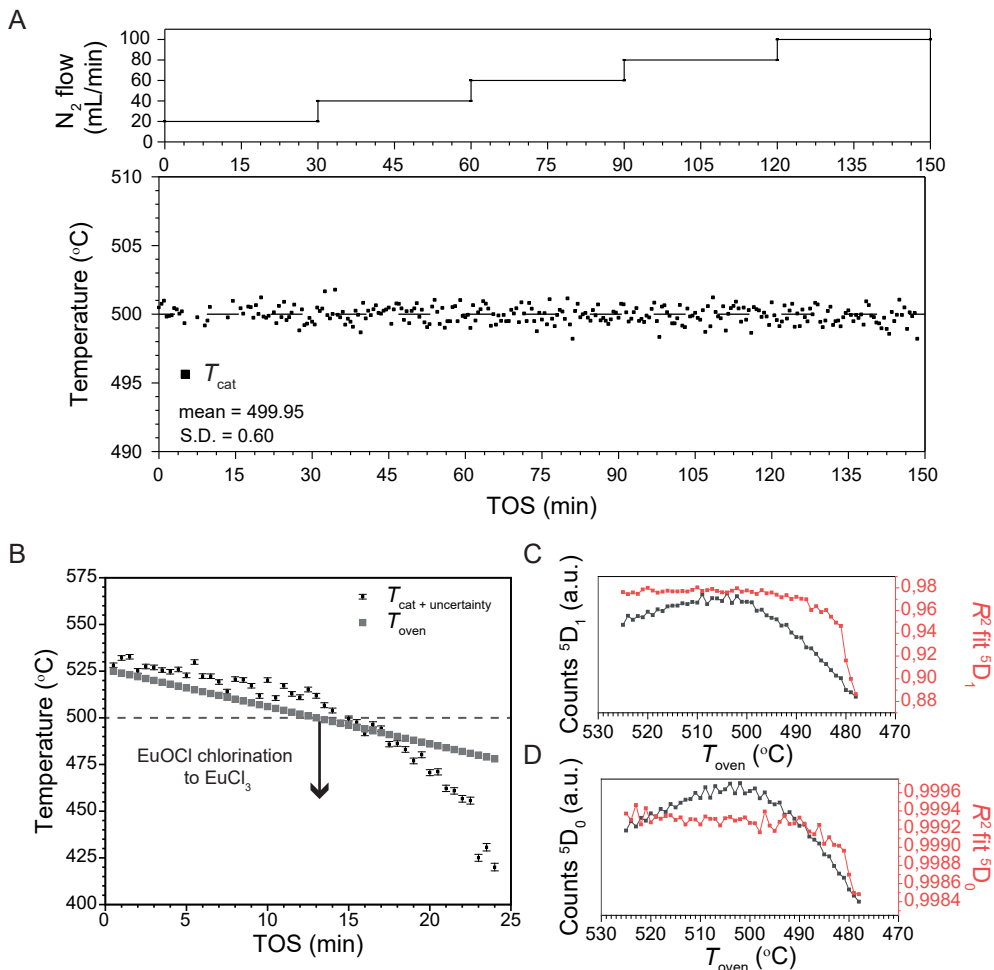 A
N2 flow
(mL/min)
100
80
60
40
20
0
0 15 30 45 60 75 90 105 120 135 150
Temperature (°C)
510
505
500
495
490
Tcat
mean = 499.95
S.D. = 0.60
0 15 30 45 60 75 90 105 120 135 150
TOS (min)
B
Temperature (°C)
575
550
525
500
475
450
425
400
Tcat + uncertainty
Toven
EuOCl chlorination
to EuCl3
0 5 10 15 20 25
TOS (min)
C
Counts ⁵D1 (a.u.)
0,98
0,96
0,94
0,92
0,90
0,88
R² fit ⁵D1
530 520 510 500 490 480 470
Toven (°C)
D
Counts ⁵D0 (a.u.)
0,9996
0,9994
0,9992
0,9990
0,9988
0,9986
0,9984
R² fit ⁵D0
530 520 510 500 490 480 470
Toven (°C)